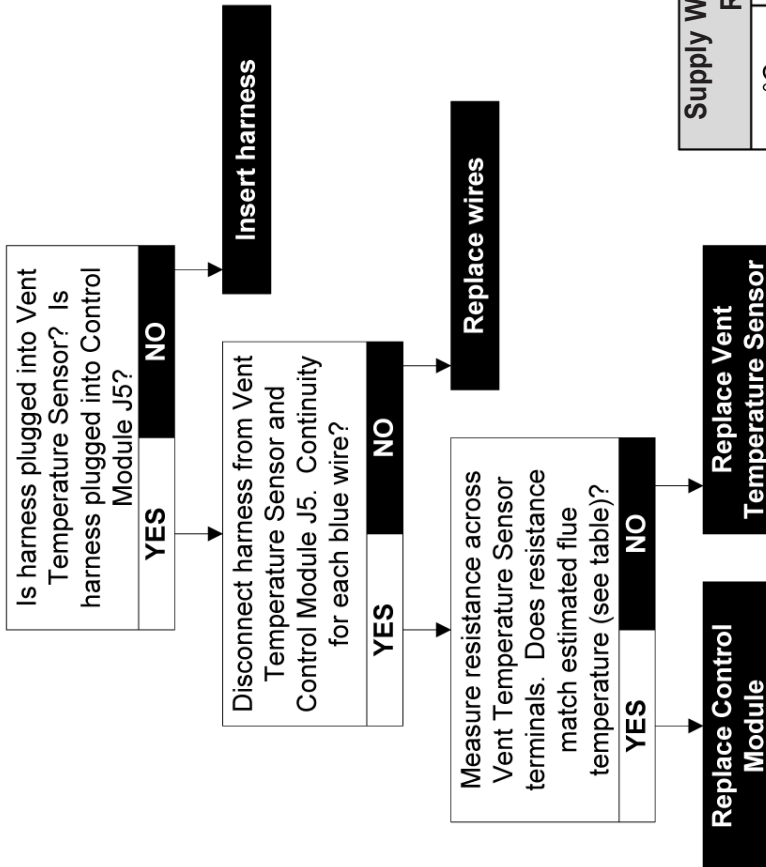 Is harness plugged into Vent
Temperature Sensor? Is
harness plugged into Control
Module J5?
YES
NO
Insert harness
Disconnect harness from Vent
Temperature Sensor and
Control Module J5. Continuity
for each blue wire?
YES
NO
Replace wires
Measure resistance across
Vent Temperature Sensor
terminals. Does resistance
match estimated flue
temperature (see table)?
YES
NO
Replace Control
Module
Replace Vent
Temperature Sensor
Supply W
R